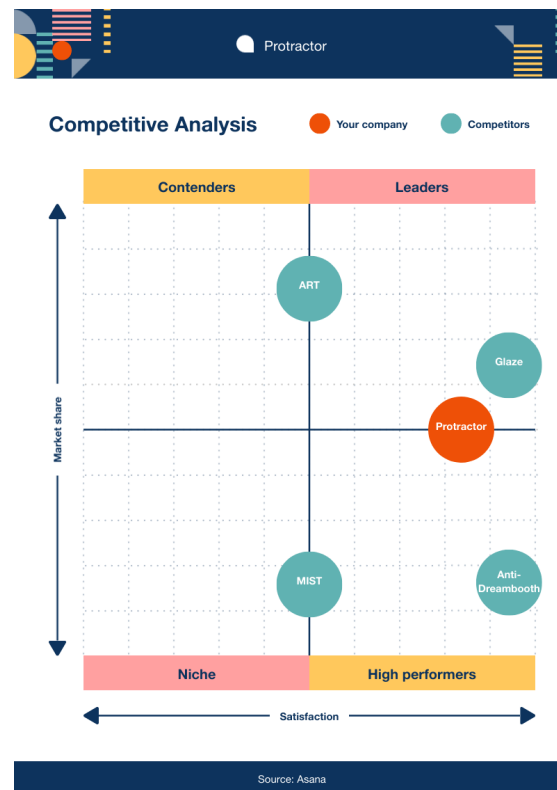 Protractor
Competitive Analysis
Your company
Competitors
Contenders
Leaders
ART
Glaze
Protractor
Market share
MIST
Anti-
Dreambooth
Niche
High performers
Satisfaction
Source: Asana